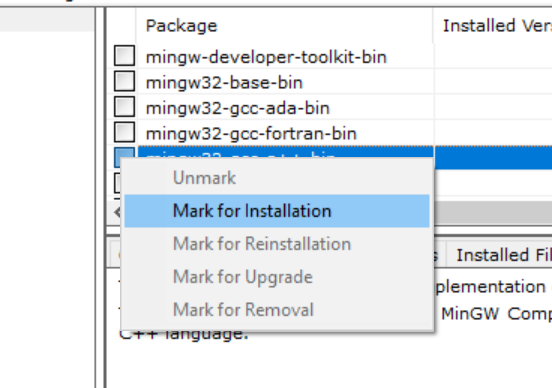 Package Installed Vers
mingw-developer-toolkit-bin
mingw32-base-bin
mingw32-gcc-ada-bin
mingw32-gcc-fortran-bin
Unmark
Mark for Installation
Mark for Reinstallation
Installed Fil
Mark for Upgrade
plementation
Mark for Removal
MinGW Comp
C++ language.